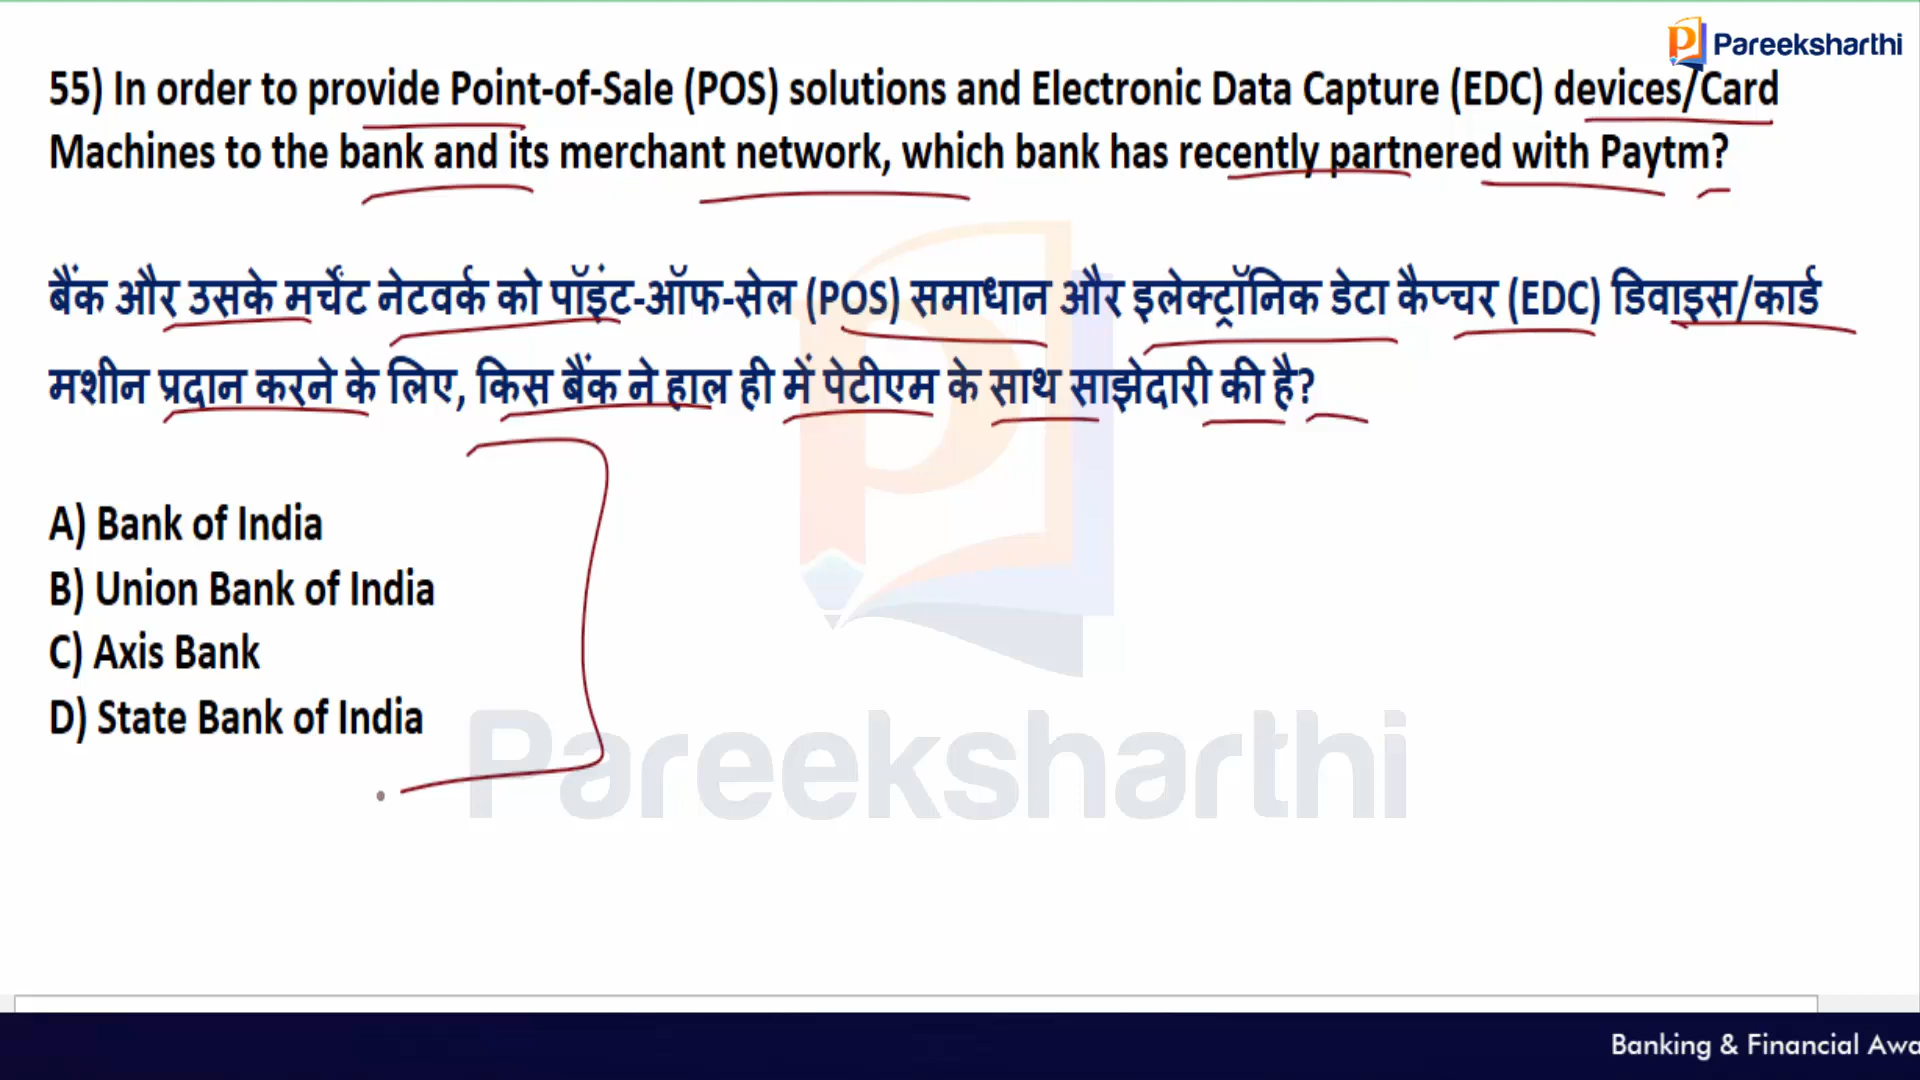 Pareeksharthi
55) In order to provide Point-of-Sale (POS) solutions and Electronic Data Capture (EDC) devices/Card
Machines to the bank and its merchant network, which bank has recently partnered with Paytm?
बैंक और उसके मर्चेंट नेटवर्क को पॉइंट-ऑफ-सेल (POS) समाधान और इलेक्ट्रॉनिक डेटा कैप्चर (EDC) डिवाइस/कार्ड
मशीन प्रदान करने के लिए, किस बैंक ने हाल ही में पेटीएम के साथ साझेदारी की है?
A) Bank of India
B) Union Bank of India
C) Axis Bank
D) State Bank of India
Pareeksharthi
Banking & Financial Awa